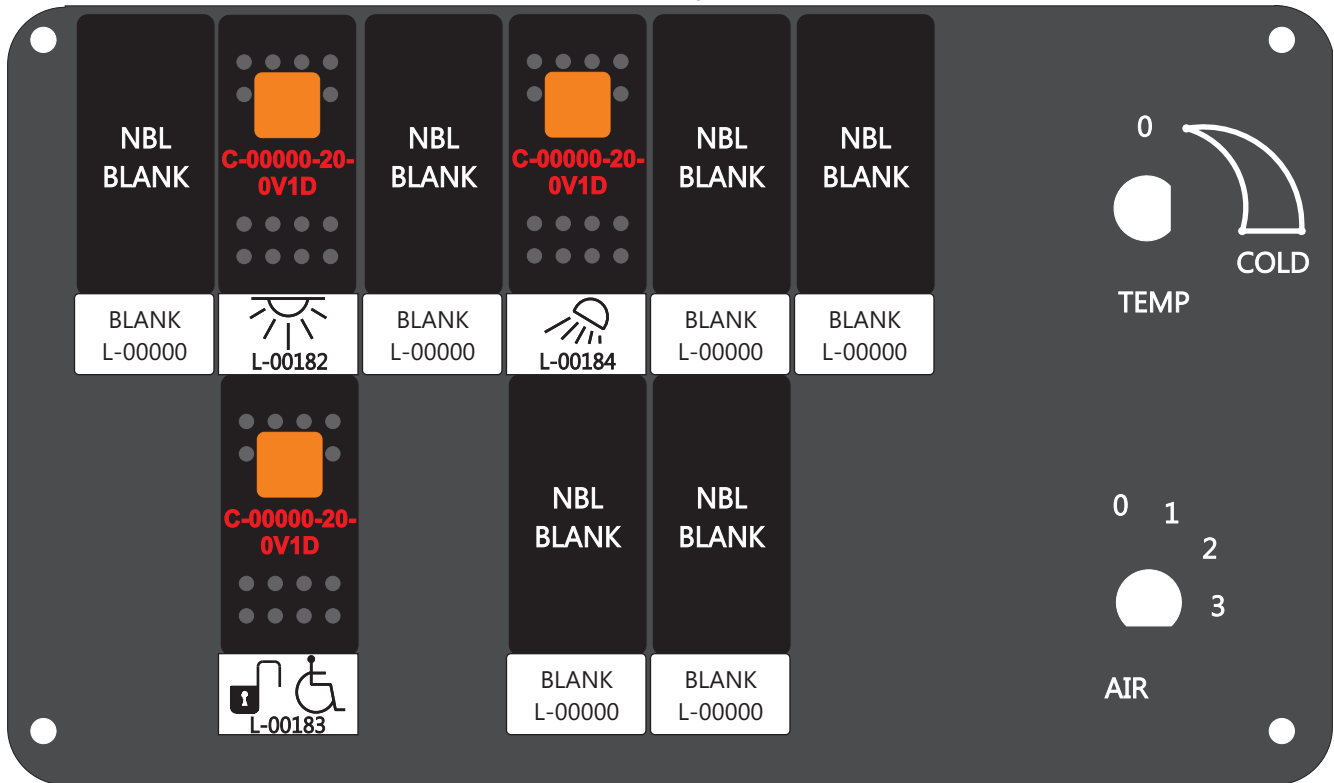 NBL
BLANK
C-00000-20-
0V1D
NBL
BLANK
C-00000-20-
0V1D
NBL
BLANK
NBL
BLANK
BLANK
L-00000
L-00182
BLANK
L-00000
L-00184
BLANK
L-00000
BLANK
L-00000
0
COLD
TEMP
C-00000-20-
0V1D
NBL
BLANK
NBL
BLANK
L-00183
BLANK
L-00000
BLANK
L-00000
0
1
2
3
AIR